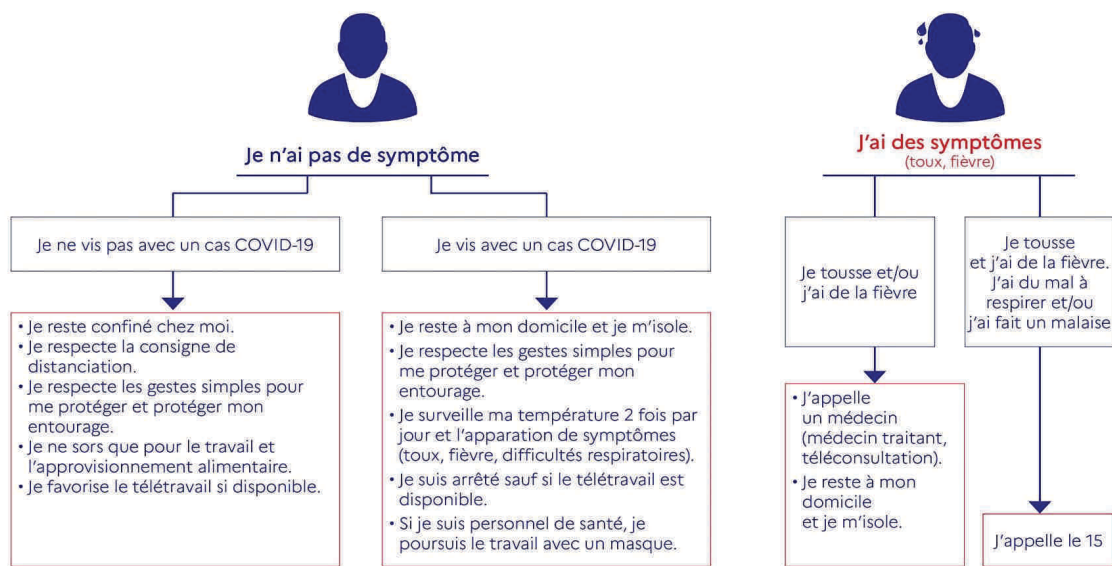 Je n'ai pas de symptôme
Je ne vis pas avec un cas COVID-19
• Je reste confiné chez moi.
• Je respecte la consigne de
distanciation.
• Je respecte les gestes simples pour
me protéger et protéger mon
entourage.
• Je ne sors que pour le travail et
l'approvisionnement alimentaire.
• Je favorise le télétravail si disponible.
Je vis avec un cas COVID-19
• Je reste à mon domicile et je m'isole.
• Je respecte les gestes simples pour
me protéger et protéger mon
entourage.
• Je surveille ma température 2 fois par
jour et l'apparation de symptômes
(toux, fièvre, difficultés respiratoires).
• Je suis arrêté sauf si le télétravail est
disponible.
• Si je suis personnel de santé, je
poursuis le travail avec un masque.
J'ai des symptômes
(toux, fièvre)
Je tousse et/ou
j'ai de la fièvre
• J'appelle
un médecin
(médecin traitant,
téléconsultation).
• Je reste à mon
domicile
et je m'isole.
Je tousse
et j'ai de la fièvre.
J'ai du mal à
respirer et/ou
j'ai fait un malaise
J'appelle le 15